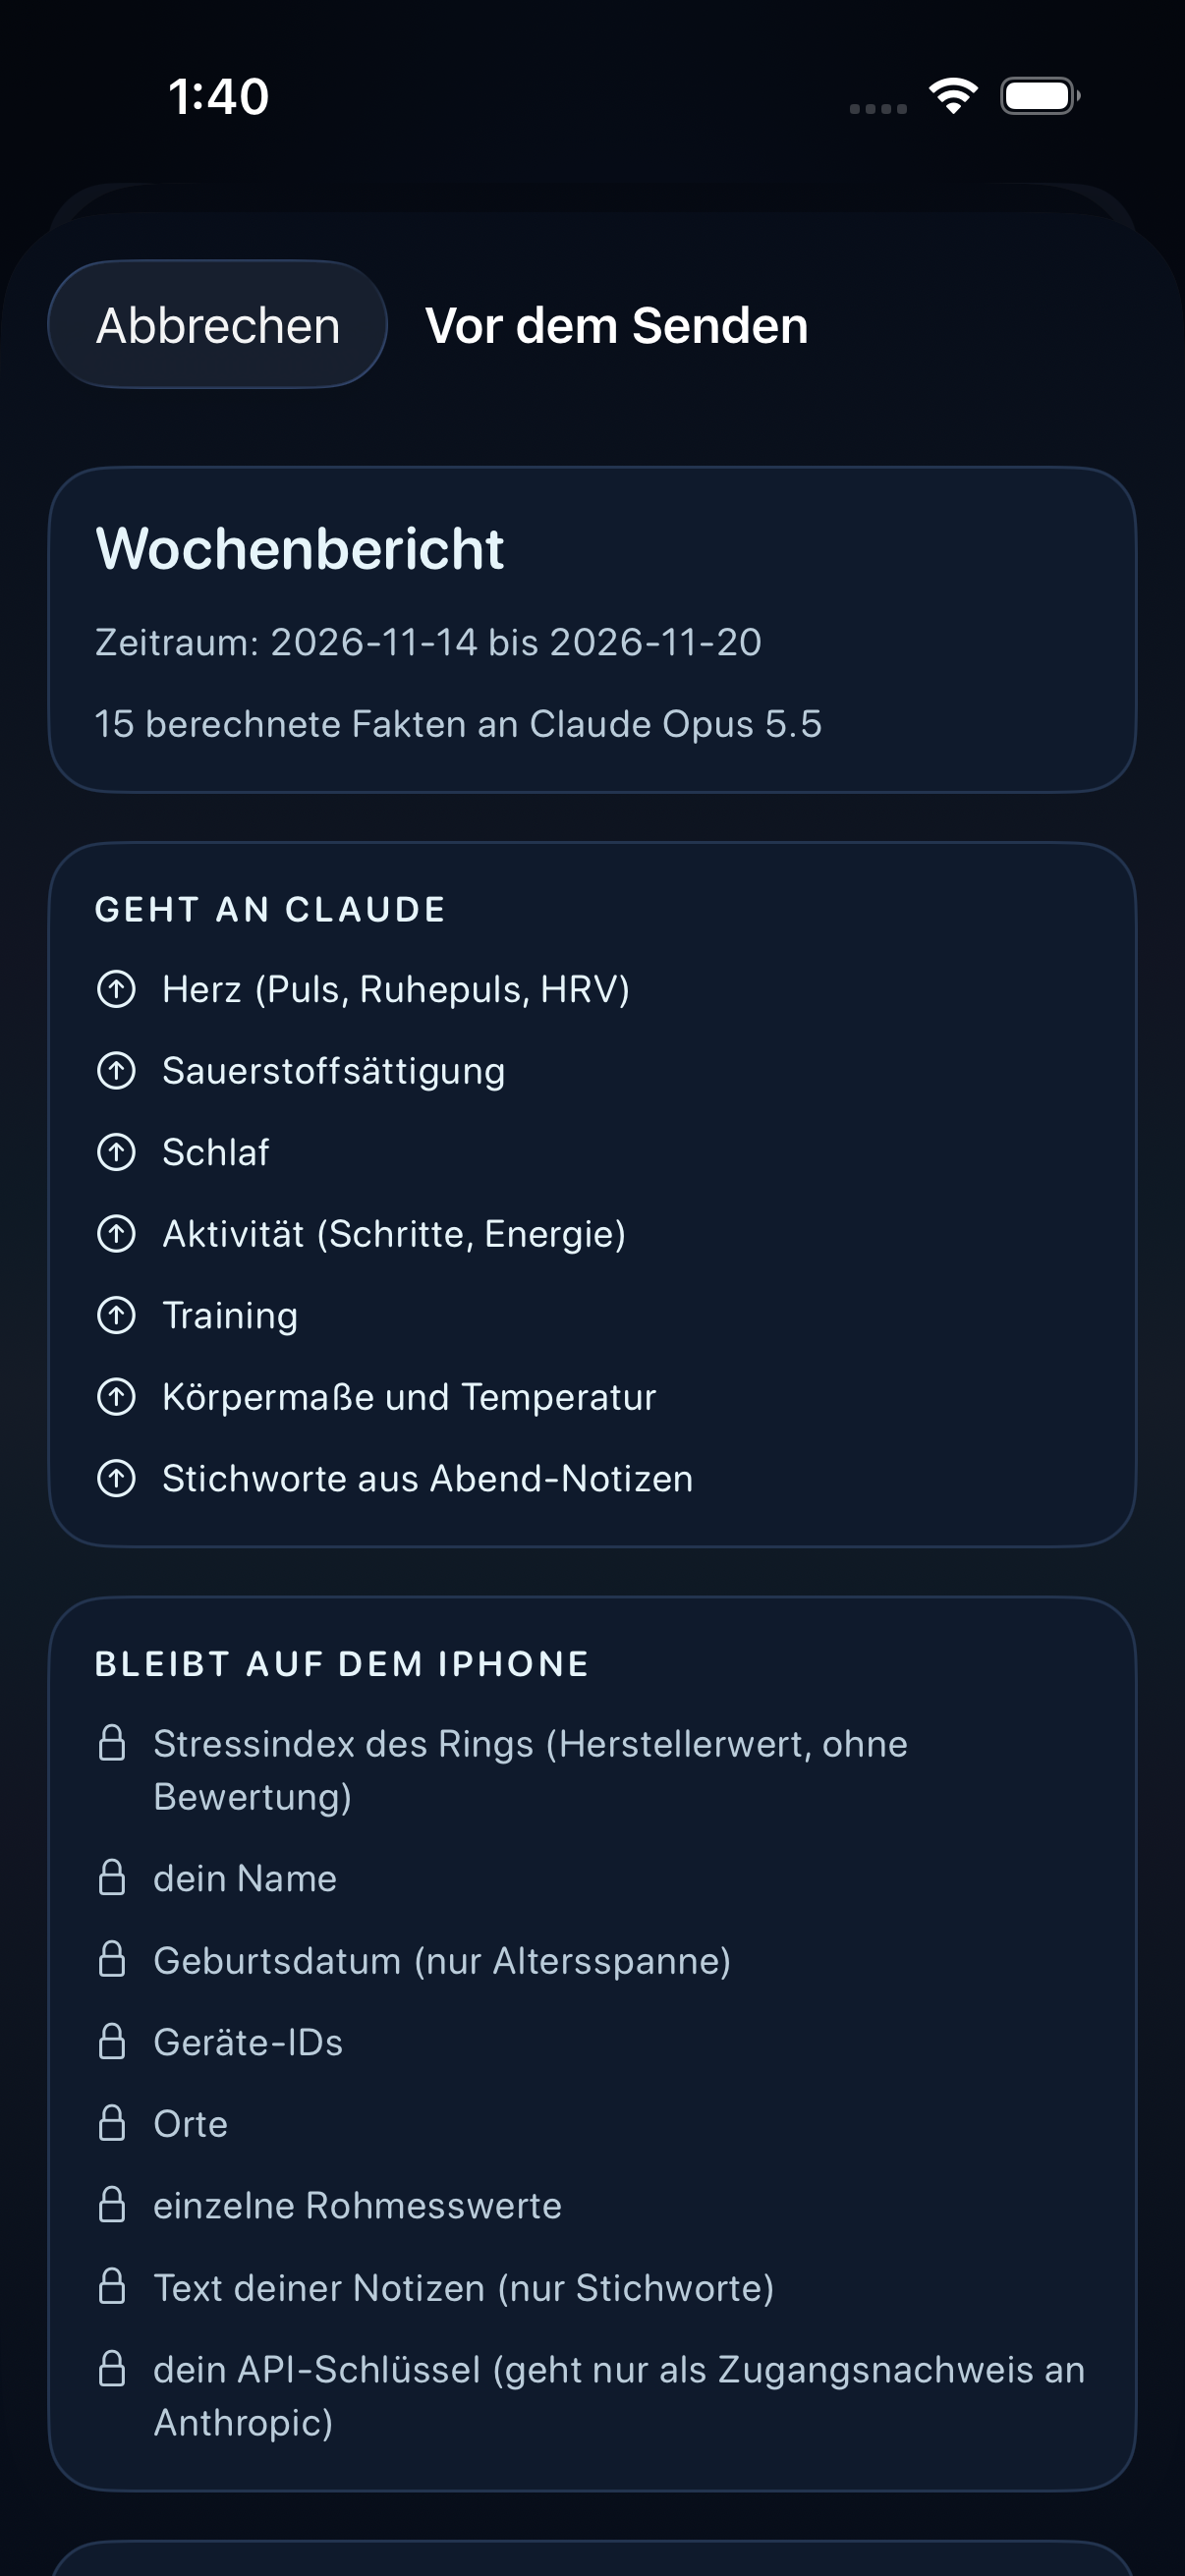 1:40
Abbrechen
Vor dem Senden
Wochenbericht
Zeitraum: 2026-11-14 bis 2026-11-20
15 berechnete Fakten an Claude Opus 5.5
GEHT AN CLAUDE
Herz (Puls, Ruhepuls, HRV)
Sauerstoffsättigung
Schlaf
Aktivität (Schritte, Energie)
Training
Körpermaße und Temperatur
Stichworte aus Abend-Notizen
BLEIBT AUF DEM IPHONE
Stressindex des Rings (Herstellerwert, ohne
Bewertung)
dein Name
Geburtsdatum (nur Altersspanne)
Geräte-IDs
Orte
einzelne Rohmesswerte
Text deiner Notizen (nur Stichworte)
dein API-Schlüssel (geht nur als Zugangsnachweis an
Anthropic)